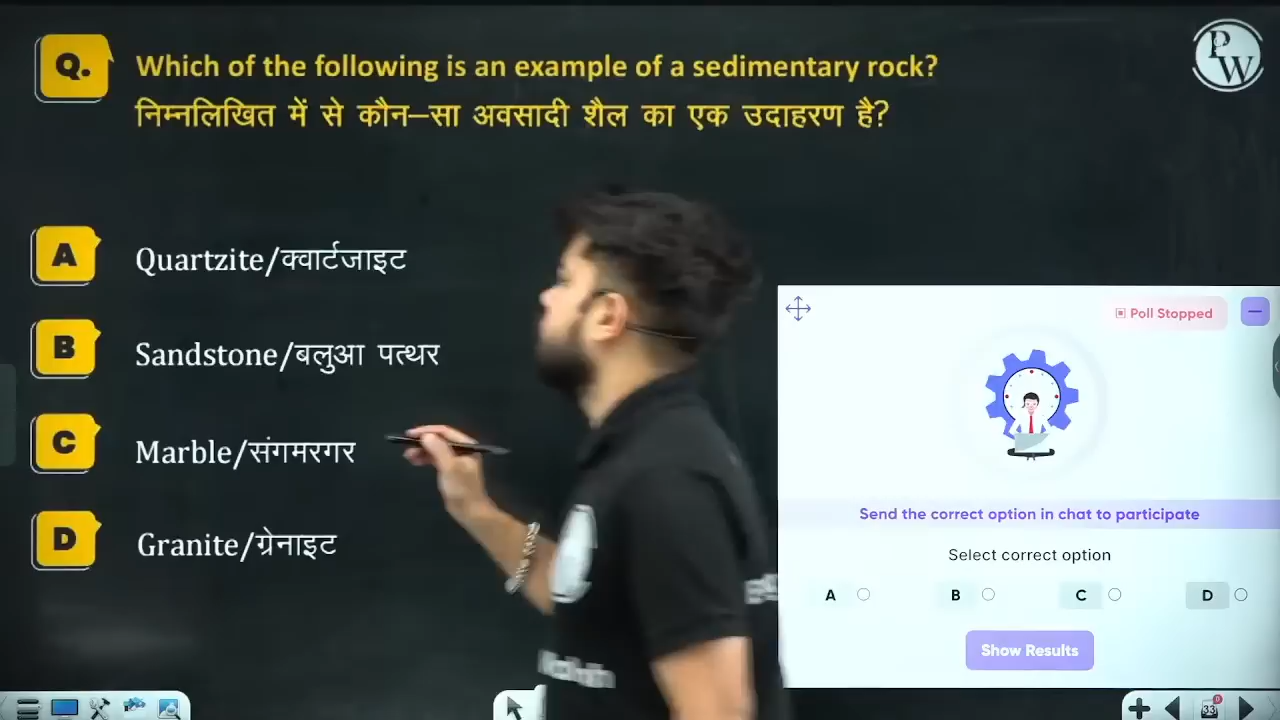 Q. Which of the following is an example of a sedimentary rock?
निम्नलिखित में से कौन–सा अवसादी शैल का एक उदाहरण है?
PW
A Quartzite/क्वार्टजाइट
B Sandstone/बलुआ पत्थर
C Marble/संगमरगर
D Granite/ग्रेनाइट
Poll Stopped
Send the correct option in chat to participate
Select correct option
A B C D
Show Results
33